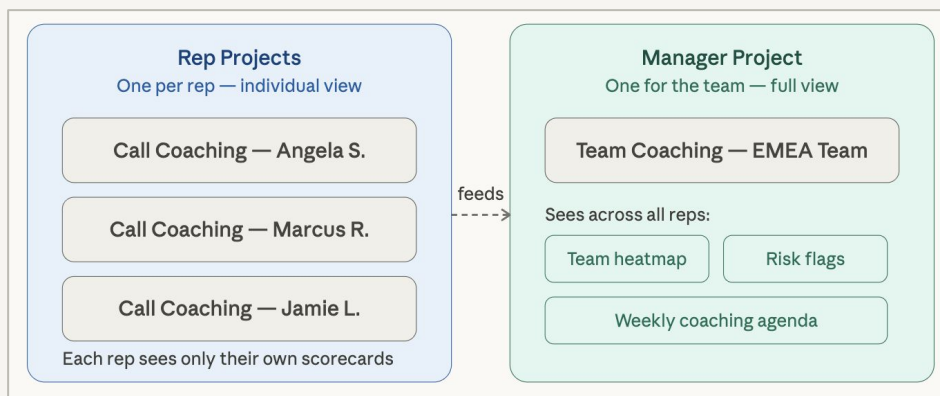 Rep Projects
One per rep — individual view
Call Coaching — Angela S.
Call Coaching — Marcus R.
Call Coaching — Jamie L.
Each rep sees only their own scorecards
feeds
Manager Project
One for the team — full view
Team Coaching — EMEA Team
Sees across all reps:
Team heatmap
Risk flags
Weekly coaching agenda